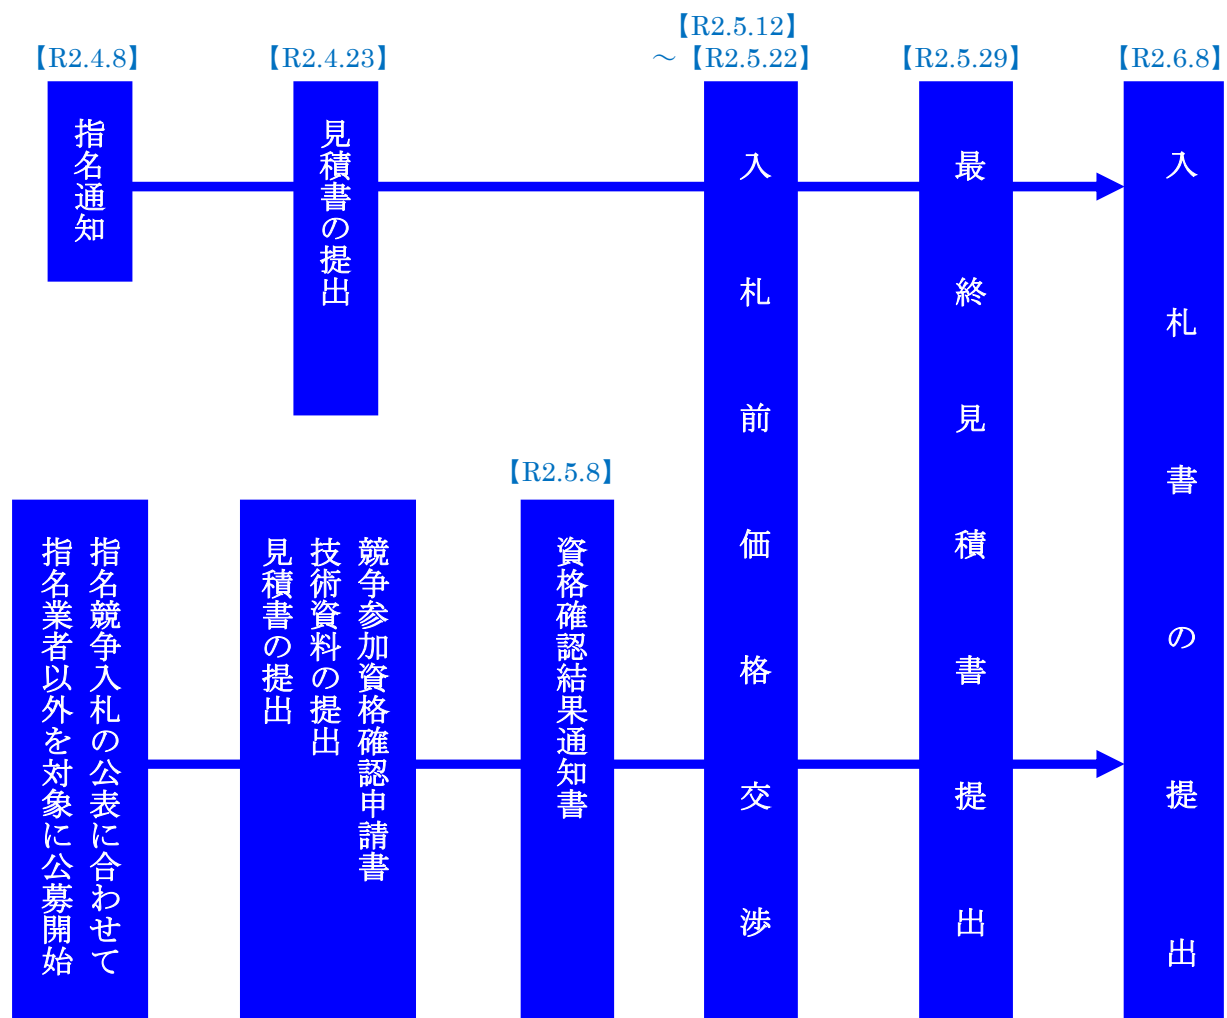 【R2.4.8】
指名通知
【R2.4.23】
見積書の提出
【R2.5.12】
～【R2.5.22】
入札前価格交渉
【R2.5.29】
最終見積書提出
【R2.6.8】
入札書の提出
指名競争入札の公表に合わせて
指名業者以外を対象に公募開始
競争参加資格確認申請書
技術資料の提出
見積書の提出
【R2.5.8】
資格確認結果通知書